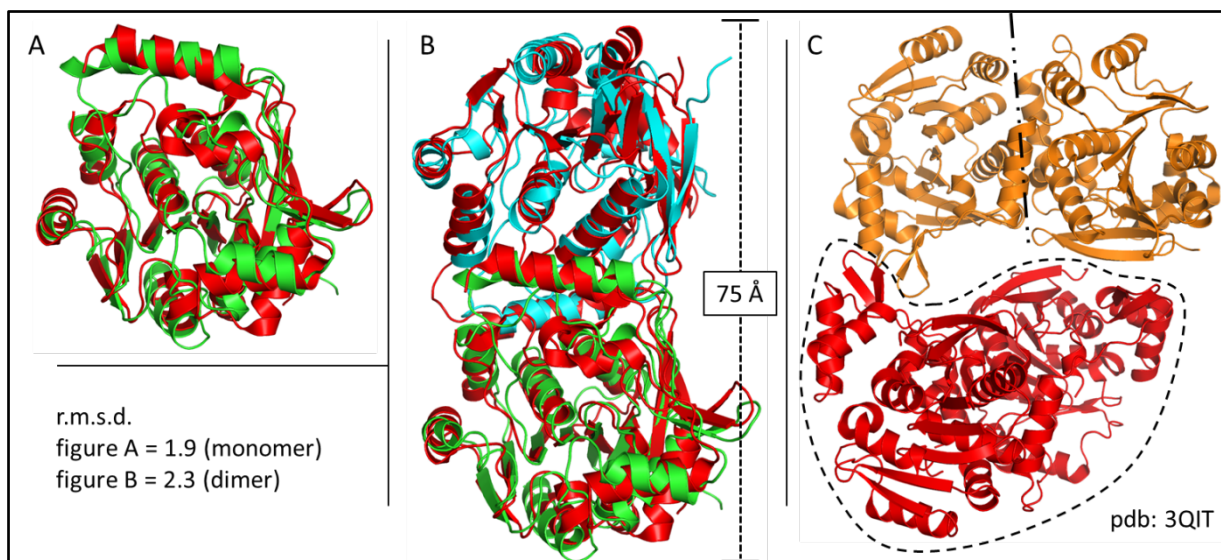 A
B
C
75 Å
r.m.s.d.
figure A = 1.9 (monomer)
figure B = 2.3 (dimer)
pdb: 3QIT